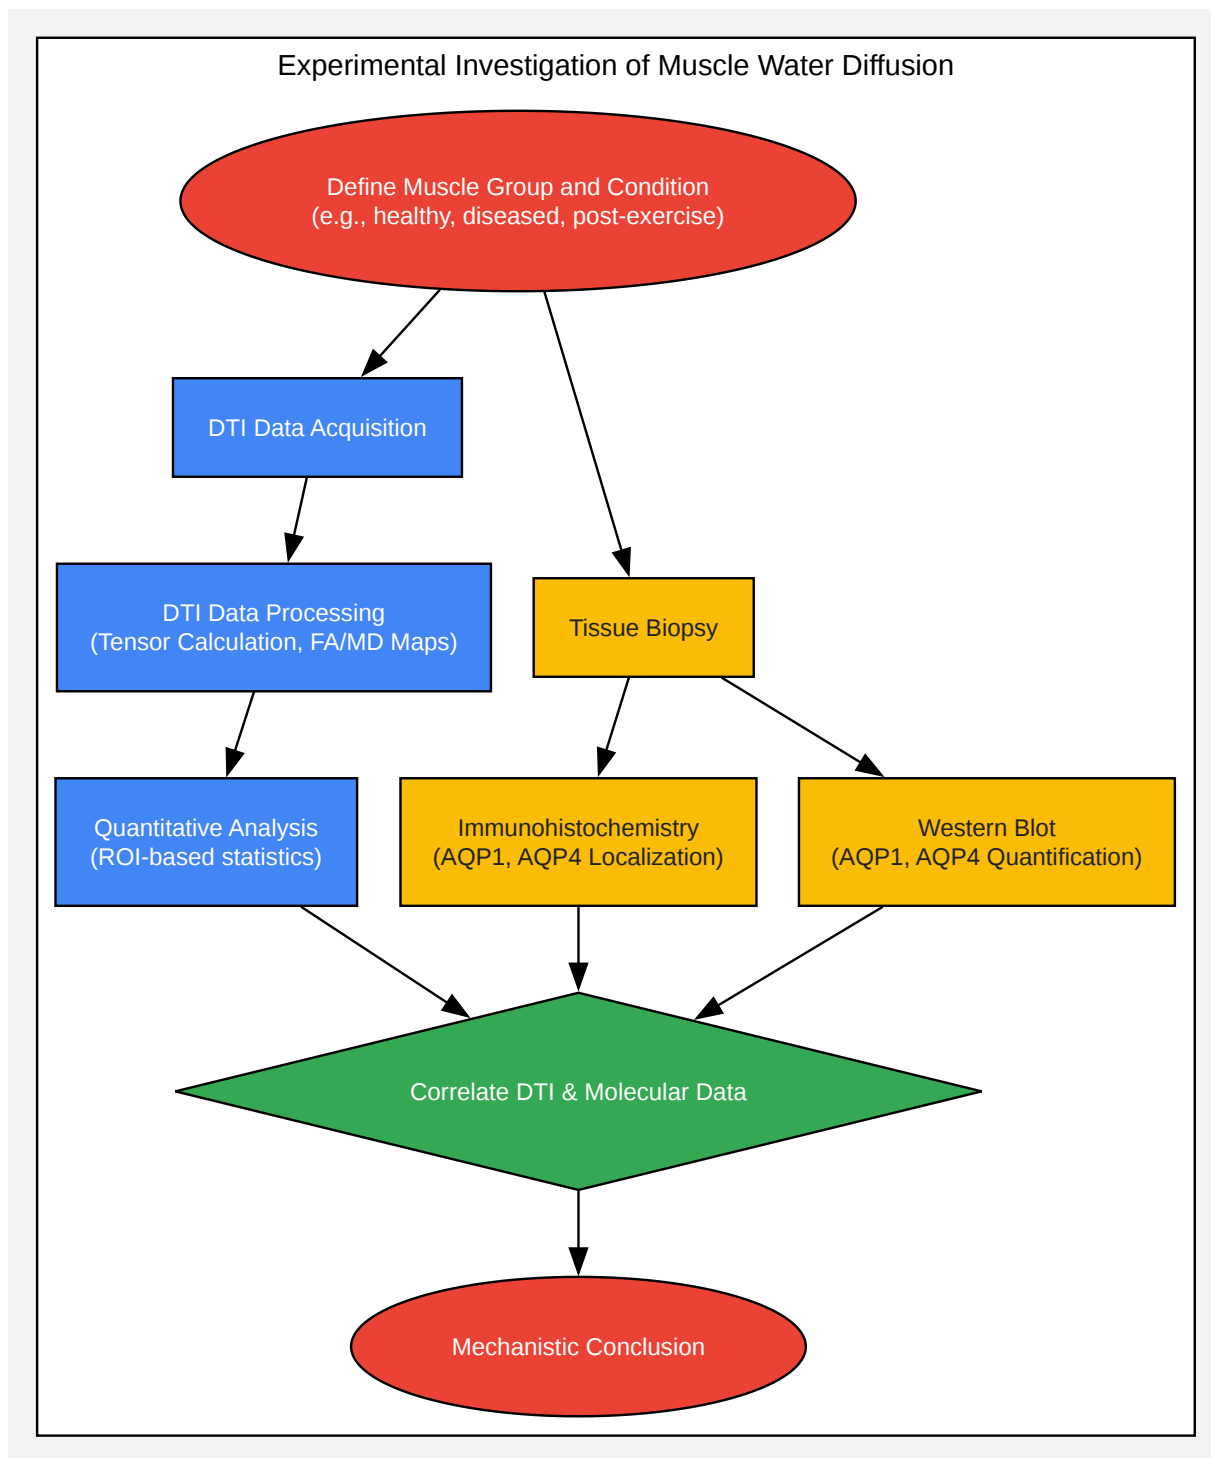 Experimental Investigation of Muscle Water Diffusion
Define Muscle Group and Condition
(e.g., healthy, diseased, post-exercise)
DTI Data Acquisition
DTI Data Processing
(Tensor Calculation, FA/MD Maps)
Tissue Biopsy
Quantitative Analysis
(ROI-based statistics)
Immunohistochemistry
(AQP1, AQP4 Localization)
Western Blot
(AQP1, AQP4 Quantification)
Correlate DTI & Molecular Data
Mechanistic Conclusion